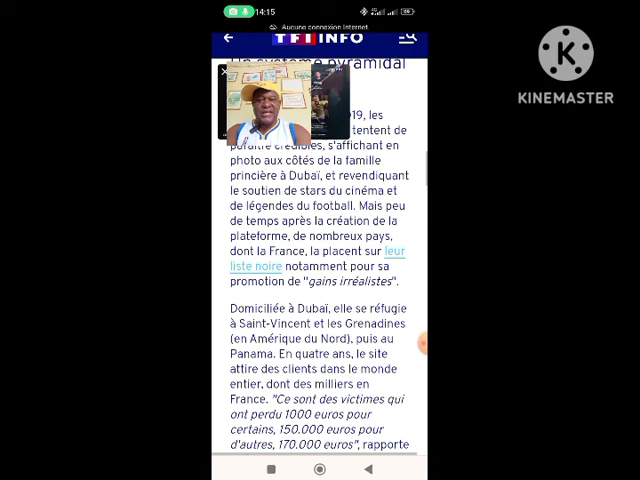 14:15
Aucune connexion Internet.
TF1 INFO
Un système pyramidal
19, les
tentent de
paraître crédibles, s'affichant en
photo aux côtés de la famille
princière à Dubaï, et revendiquant
le soutien de stars du cinéma et
de légendes du football. Mais peu
de temps après la création de la
plateforme, de nombreux pays,
dont la France, la placent sur leur
liste noire notamment pour sa
promotion de "gains irréalistes".
Domiciliée à Dubaï, elle se réfugie
à Saint-Vincent et les Grenadines
(en Amérique du Nord), puis au
Panama. En quatre ans, le site
attire des clients dans le monde
entier, dont des milliers en
France. "Ce sont des victimes qui
ont perdu 1000 euros pour
certains, 150.000 euros pour
d'autres, 170.000 euros", rapporte
K
KINEMASTER